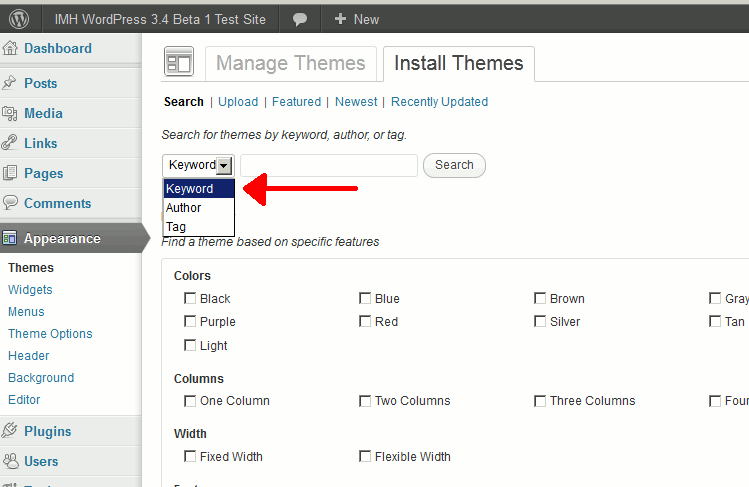 IMH WordPress 3.4 Beta 1 Test Site + New
Dashboard
Posts
Media
Links
Pages
Comments
Appearance
Themes
Widgets
Menus
Theme Options
Header
Background
Editor
Plugins
Users
Manage Themes Install Themes
Search | Upload | Featured | Newest | Recently Updated
Search for themes by keyword, author, or tag.
Keyword Search
Keyword
Author
Tag
Find a theme based on specific features
Colors
Black Blue Brown Gray
Purple Red Silver Tan
Light
Columns
One Column Two Columns Three Columns Four
Width
Fixed Width Flexible Width